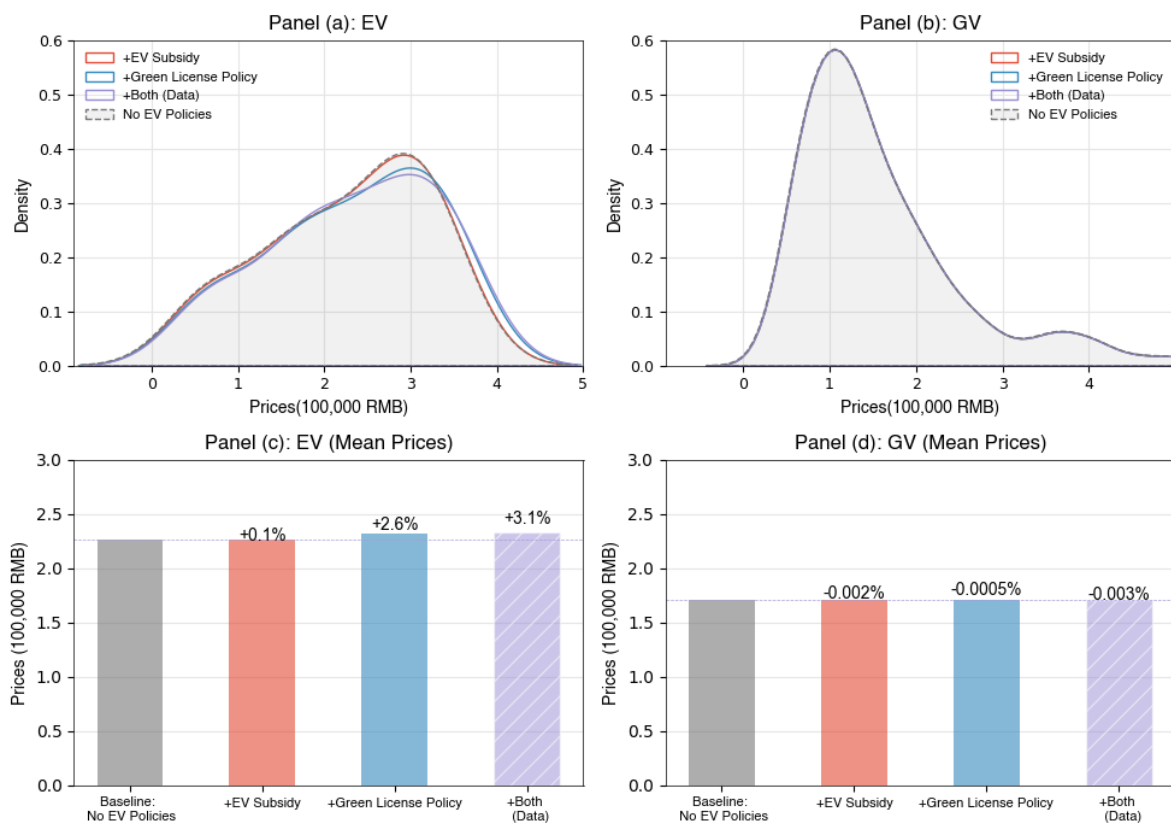 Panel (a): EV
0.6
0.5
0.4
0.3
0.2
0.1
0.0
Density
+EV Subsidy
+Green License Policy
+Both (Data)
No EV Policies
0
1
2
3
4
5
Prices(100,000 RMB)
Panel (b): GV
0.6
0.5
0.4
0.3
0.2
0.1
0.0
Density
+EV Subsidy
+Green License Policy
+Both (Data)
No EV Policies
0
1
2
3
4
Prices(100,000 RMB)
Panel (c): EV (Mean Prices)
3.0
2.5
2.0
1.5
1.0
0.5
0.0
Prices (100,000 RMB)
+0.1%
+2.6%
+3.1%
Baseline:
No EV Policies
+EV Subsidy
+Green License Policy
+Both
(Data)
Panel (d): GV (Mean Prices)
3.0
2.5
2.0
1.5
1.0
0.5
0.0
Prices (100,000 RMB)
-0.002%
-0.0005%
-0.003%
Baseline:
No EV Policies
+EV Subsidy
+Green License Policy
+Both
(Data)